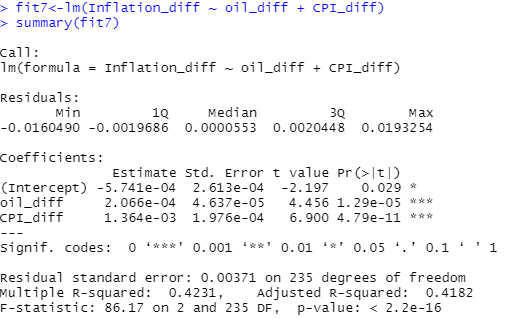 > fit7<-lm(Inflation_diff ~ oil_diff + CPI_diff)
> summary(fit7)
Call:
lm(formula = Inflation_diff ~ oil_diff + CPI_diff)
Residuals:
Min 1Q Median 3Q Max
-0.0160490 -0.0019686 0.0000553 0.0020448 0.0193254
Coefficients:
Estimate Std. Error t value Pr(>|t|)
(Intercept) -5.741e-04 2.613e-04 -2.197 0.029 *
oil_diff 2.066e-04 4.637e-05 4.456 1.29e-05 ***
CPI_diff 1.364e-03 1.976e-04 6.900 4.79e-11 ***
---
Signif. codes: 0 ‘***’ 0.001 ‘**’ 0.01 ‘*’ 0.05 ‘.’ 0.1 ‘ ’ 1
Residual standard error: 0.00371 on 235 degrees of freedom
Multiple R-squared: 0.4231, Adjusted R-squared: 0.4182
F-statistic: 86.17 on 2 and 235 DF, p-value: < 2.2e-16